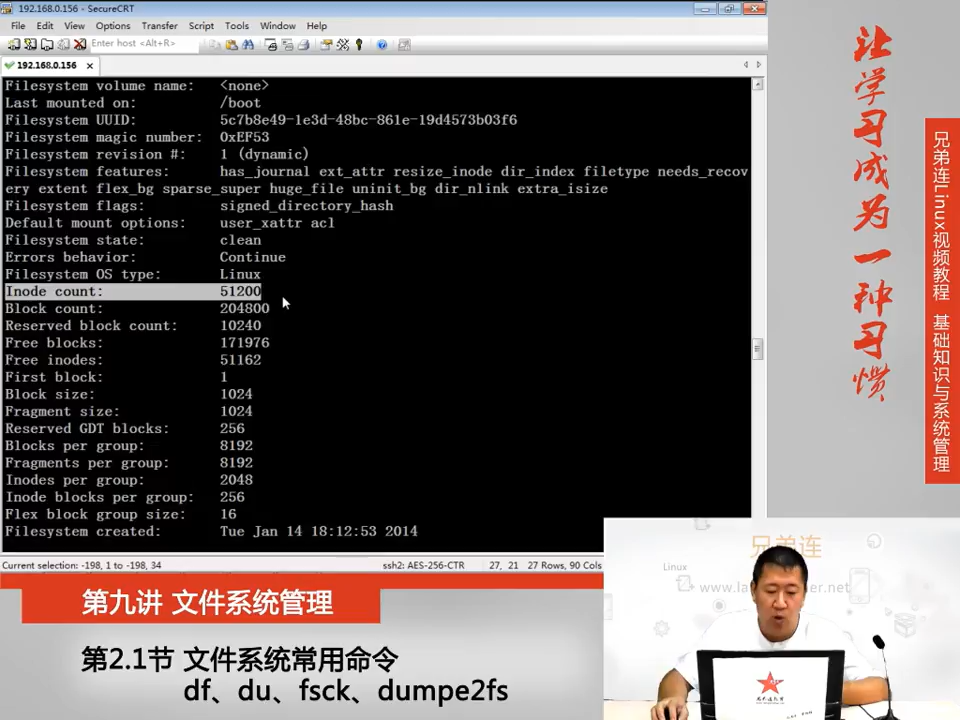 192.168.0.156 - SecureCRT
File Edit View Options Transfer Script Tools Window Help
Enter host <Alt+R>
192.168.0.156
Filesystem volume name: <none>
Last mounted on: /boot
Filesystem UUID: 5c7b8e49-1e3d-48bc-861e-19d4573b03f6
Filesystem magic number: 0xEF53
Filesystem revision #: 1 (dynamic)
Filesystem features: has_journal ext_attr resize_inode dir_index filetype needs_recov
ery extent flex_bg sparse_super huge_file uninit_bg dir_nlink extra_isize
Filesystem flags: signed_directory_hash
Default mount options: user_xattr acl
Filesystem state: clean
Errors behavior: Continue
Filesystem OS type: Linux
Inode count: 51200
Block count: 204800
Reserved block count: 10240
Free blocks: 171976
Free inodes: 51162
First block: 1
Block size: 1024
Fragment size: 1024
Reserved GDT blocks: 256
Blocks per group: 8192
Fragments per group: 8192
Inodes per group: 2048
Inode blocks per group: 256
Flex block group size: 16
Filesystem created: Tue Jan 14 18:12:53 2014
Current selection: -198, 1 to -198, 34
ssh2: AES-256-CTR 27, 21 27 Rows, 90 Cols
让学习成为一种习惯
兄弟连Linux视频教程 基础知识与系统管理
第九讲 文件系统管理
第2.1节 文件系统常用命令
df、du、fsck、dumpe2fs
兄弟连
Linux